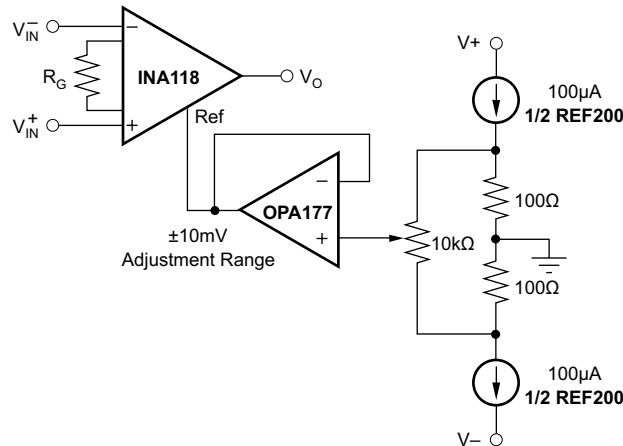 V−IN
−
RG
INA118
VO
V+IN
+
Ref
−
OPA177
+
±10mV
Adjustment Range
V+
100µA
1/2 REF200
100Ω
10kΩ
100Ω
100µA
1/2 REF200
V−